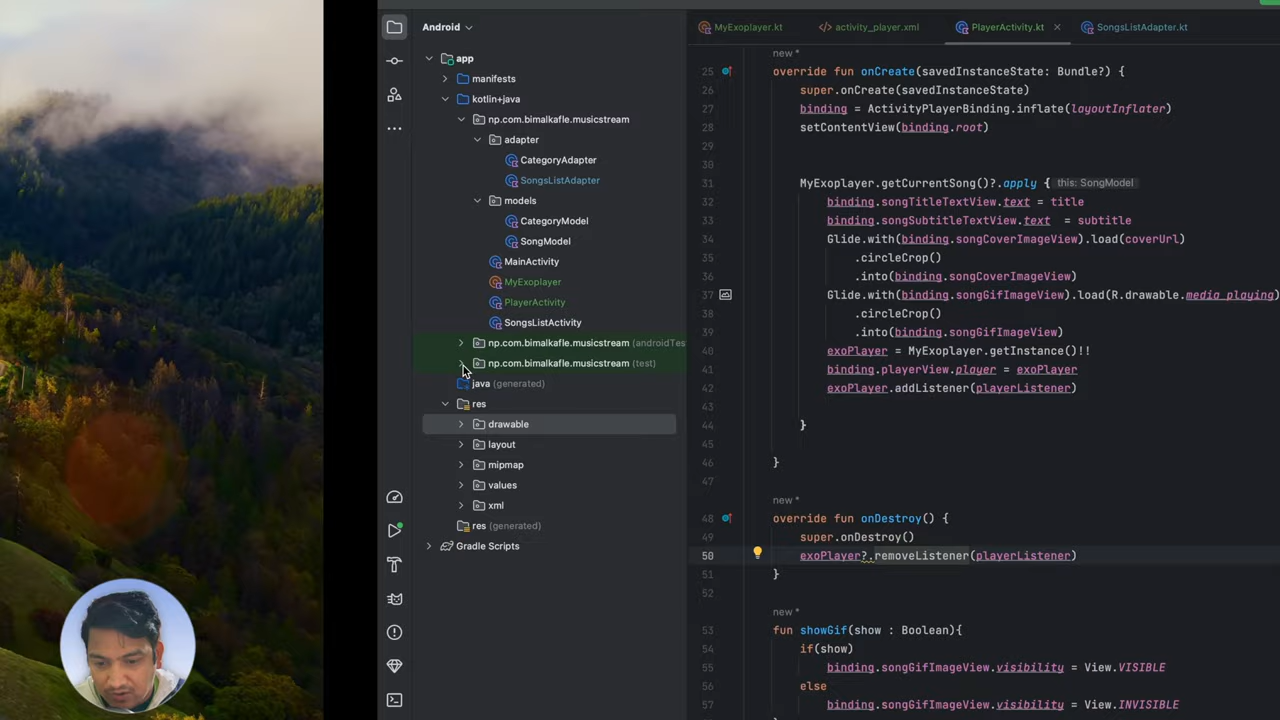 Android
app
manifests
kotlin+java
np.com.bimalkafle.musicstream
adapter
CategoryAdapter
SongsListAdapter
models
CategoryModel
SongModel
MainActivity
MyExoplayer
PlayerActivity
SongsListActivity
np.com.bimalkafle.musicstream (androidTes
np.com.bimalkafle.musicstream (test)
java (generated)
res
drawable
layout
mipmap
values
xml
res (generated)
Gradle Scripts
MyExoplayer.kt
activity_player.xml
PlayerActivity.kt
SongsListAdapter.kt
new *
25 override fun onCreate(savedInstanceState: Bundle?) {
26 super.onCreate(savedInstanceState)
27 binding = ActivityPlayerBinding.inflate(layoutInflater)
28 setContentView(binding.root)
29
30
31 MyExoplayer.getCurrentSong()?.apply { this: SongModel
32 binding.songTitleTextView.text = title
33 binding.songSubtitleTextView.text = subtitle
34 Glide.with(binding.songCoverImageView).load(coverUrl)
35 .circleCrop()
36 .into(binding.songCoverImageView)
37 Glide.with(binding.songGifImageView).load(R.drawable.media_playing)
38 .circleCrop()
39 .into(binding.songGifImageView)
40 exoPlayer = MyExoplayer.getInstance()!!
41 binding.playerView.player = exoPlayer
42 exoPlayer.addListener(playerListener)
43
44 }
45
46 }
47
new *
48 override fun onDestroy() {
49 super.onDestroy()
50 exoPlayer?.removeListener(playerListener)
51 }
52
new *
53 fun showGif(show : Boolean){
54 if(show)
55 binding.songGifImageView.visibility = View.VISIBLE
56 else
57 binding.songGifImageView.visibility = View.INVISIBLE